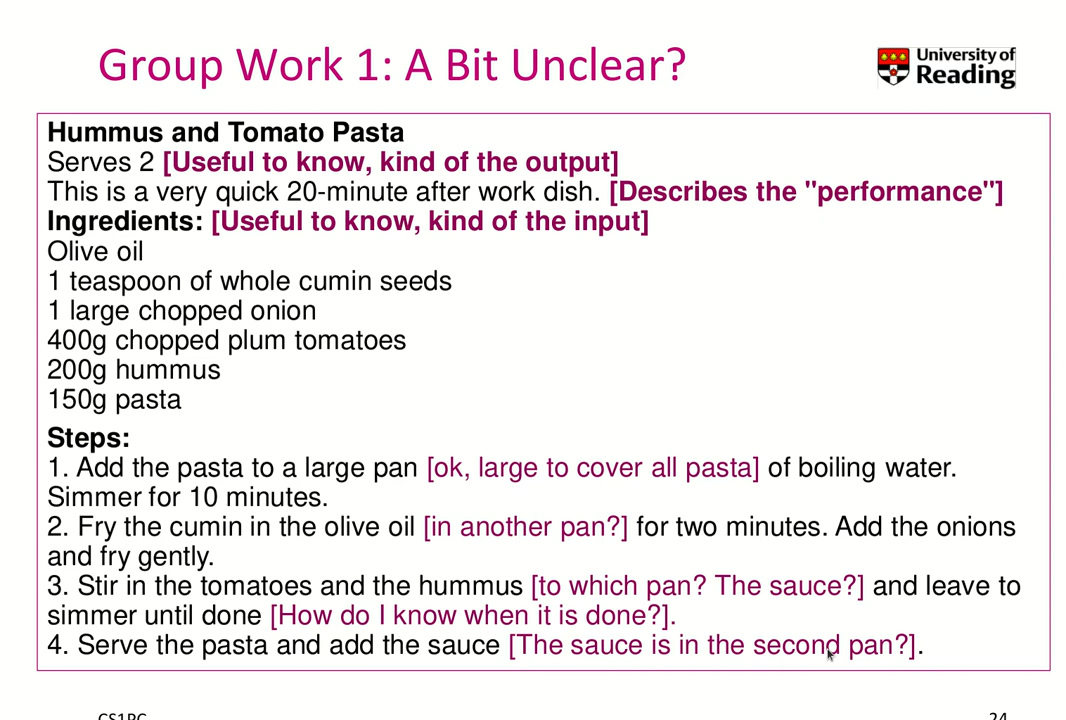 Group Work 1: A Bit Unclear?
University of
Reading
Hummus and Tomato Pasta
Serves 2 [Useful to know, kind of the output]
This is a very quick 20-minute after work dish. [Describes the "performance"]
Ingredients: [Useful to know, kind of the input]
Olive oil
1 teaspoon of whole cumin seeds
1 large chopped onion
400g chopped plum tomatoes
200g hummus
150g pasta
Steps:
1. Add the pasta to a large pan [ok, large to cover all pasta] of boiling water.
Simmer for 10 minutes.
2. Fry the cumin in the olive oil [in another pan?] for two minutes. Add the onions
and fry gently.
3. Stir in the tomatoes and the hummus [to which pan? The sauce?] and leave to
simmer until done [How do I know when it is done?].
4. Serve the pasta and add the sauce [The sauce is in the second pan?].
24